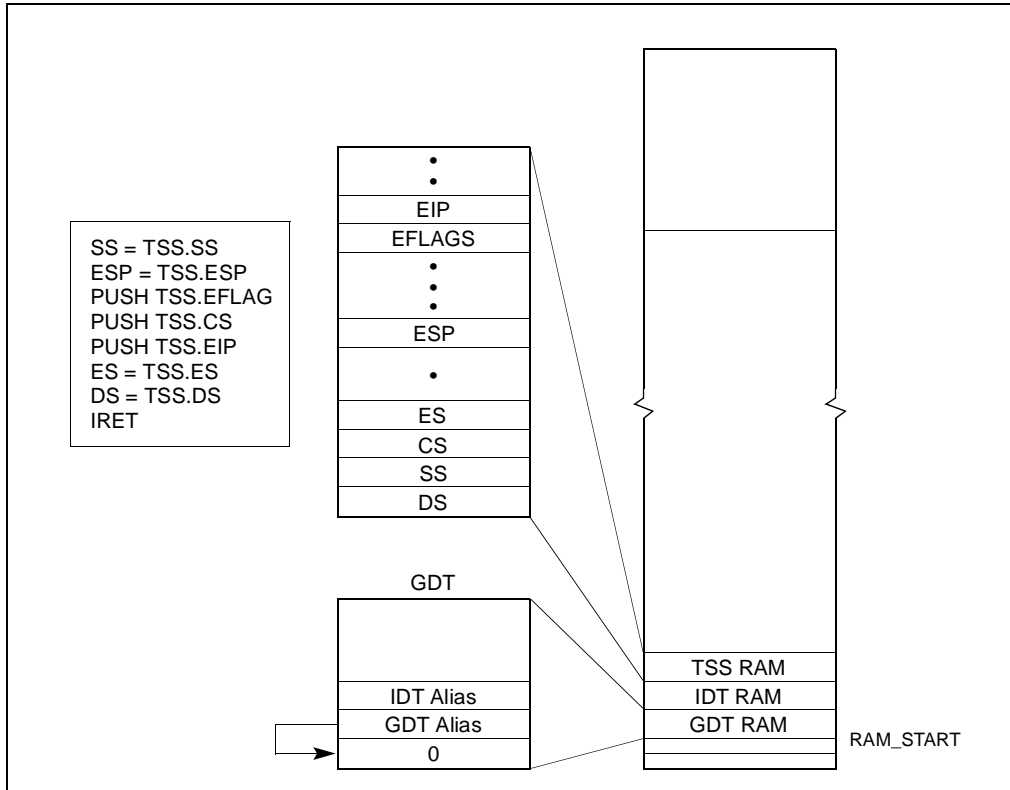 SS = TSS.SS
ESP = TSS.ESP
PUSH TSS.EFLAG
PUSH TSS.CS
PUSH TSS.EIP
ES = TSS.ES
DS = TSS.DS
IRET
EIP
EFLAGS
ESP
ES
CS
SS
DS
GDT
IDT Alias
GDT Alias
0
TSS RAM
IDT RAM
GDT RAM
RAM_START